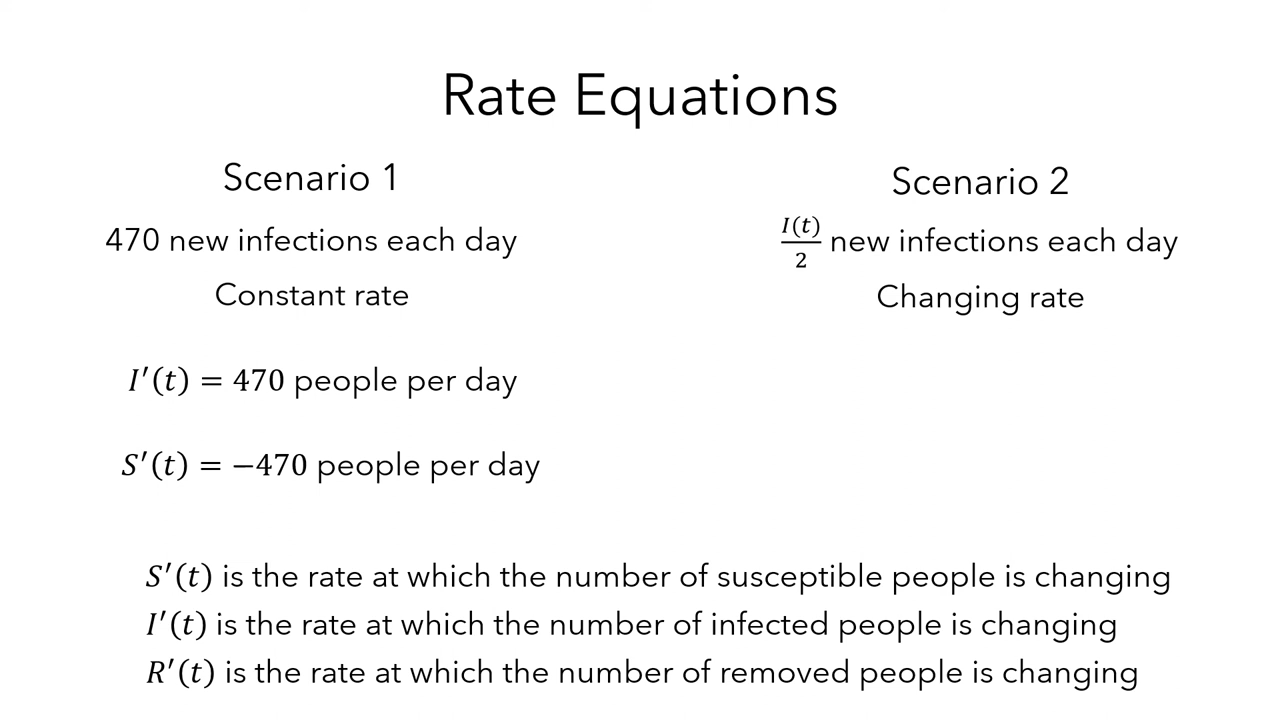 Rate Equations
Scenario 1
470 new infections each day
Constant rate
I′(t) = 470 people per day
S′(t) = −470 people per day
Scenario 2
I(t)/2 new infections each day
Changing rate
S′(t) is the rate at which the number of susceptible people is changing
I′(t) is the rate at which the number of infected people is changing
R′(t) is the rate at which the number of removed people is changing